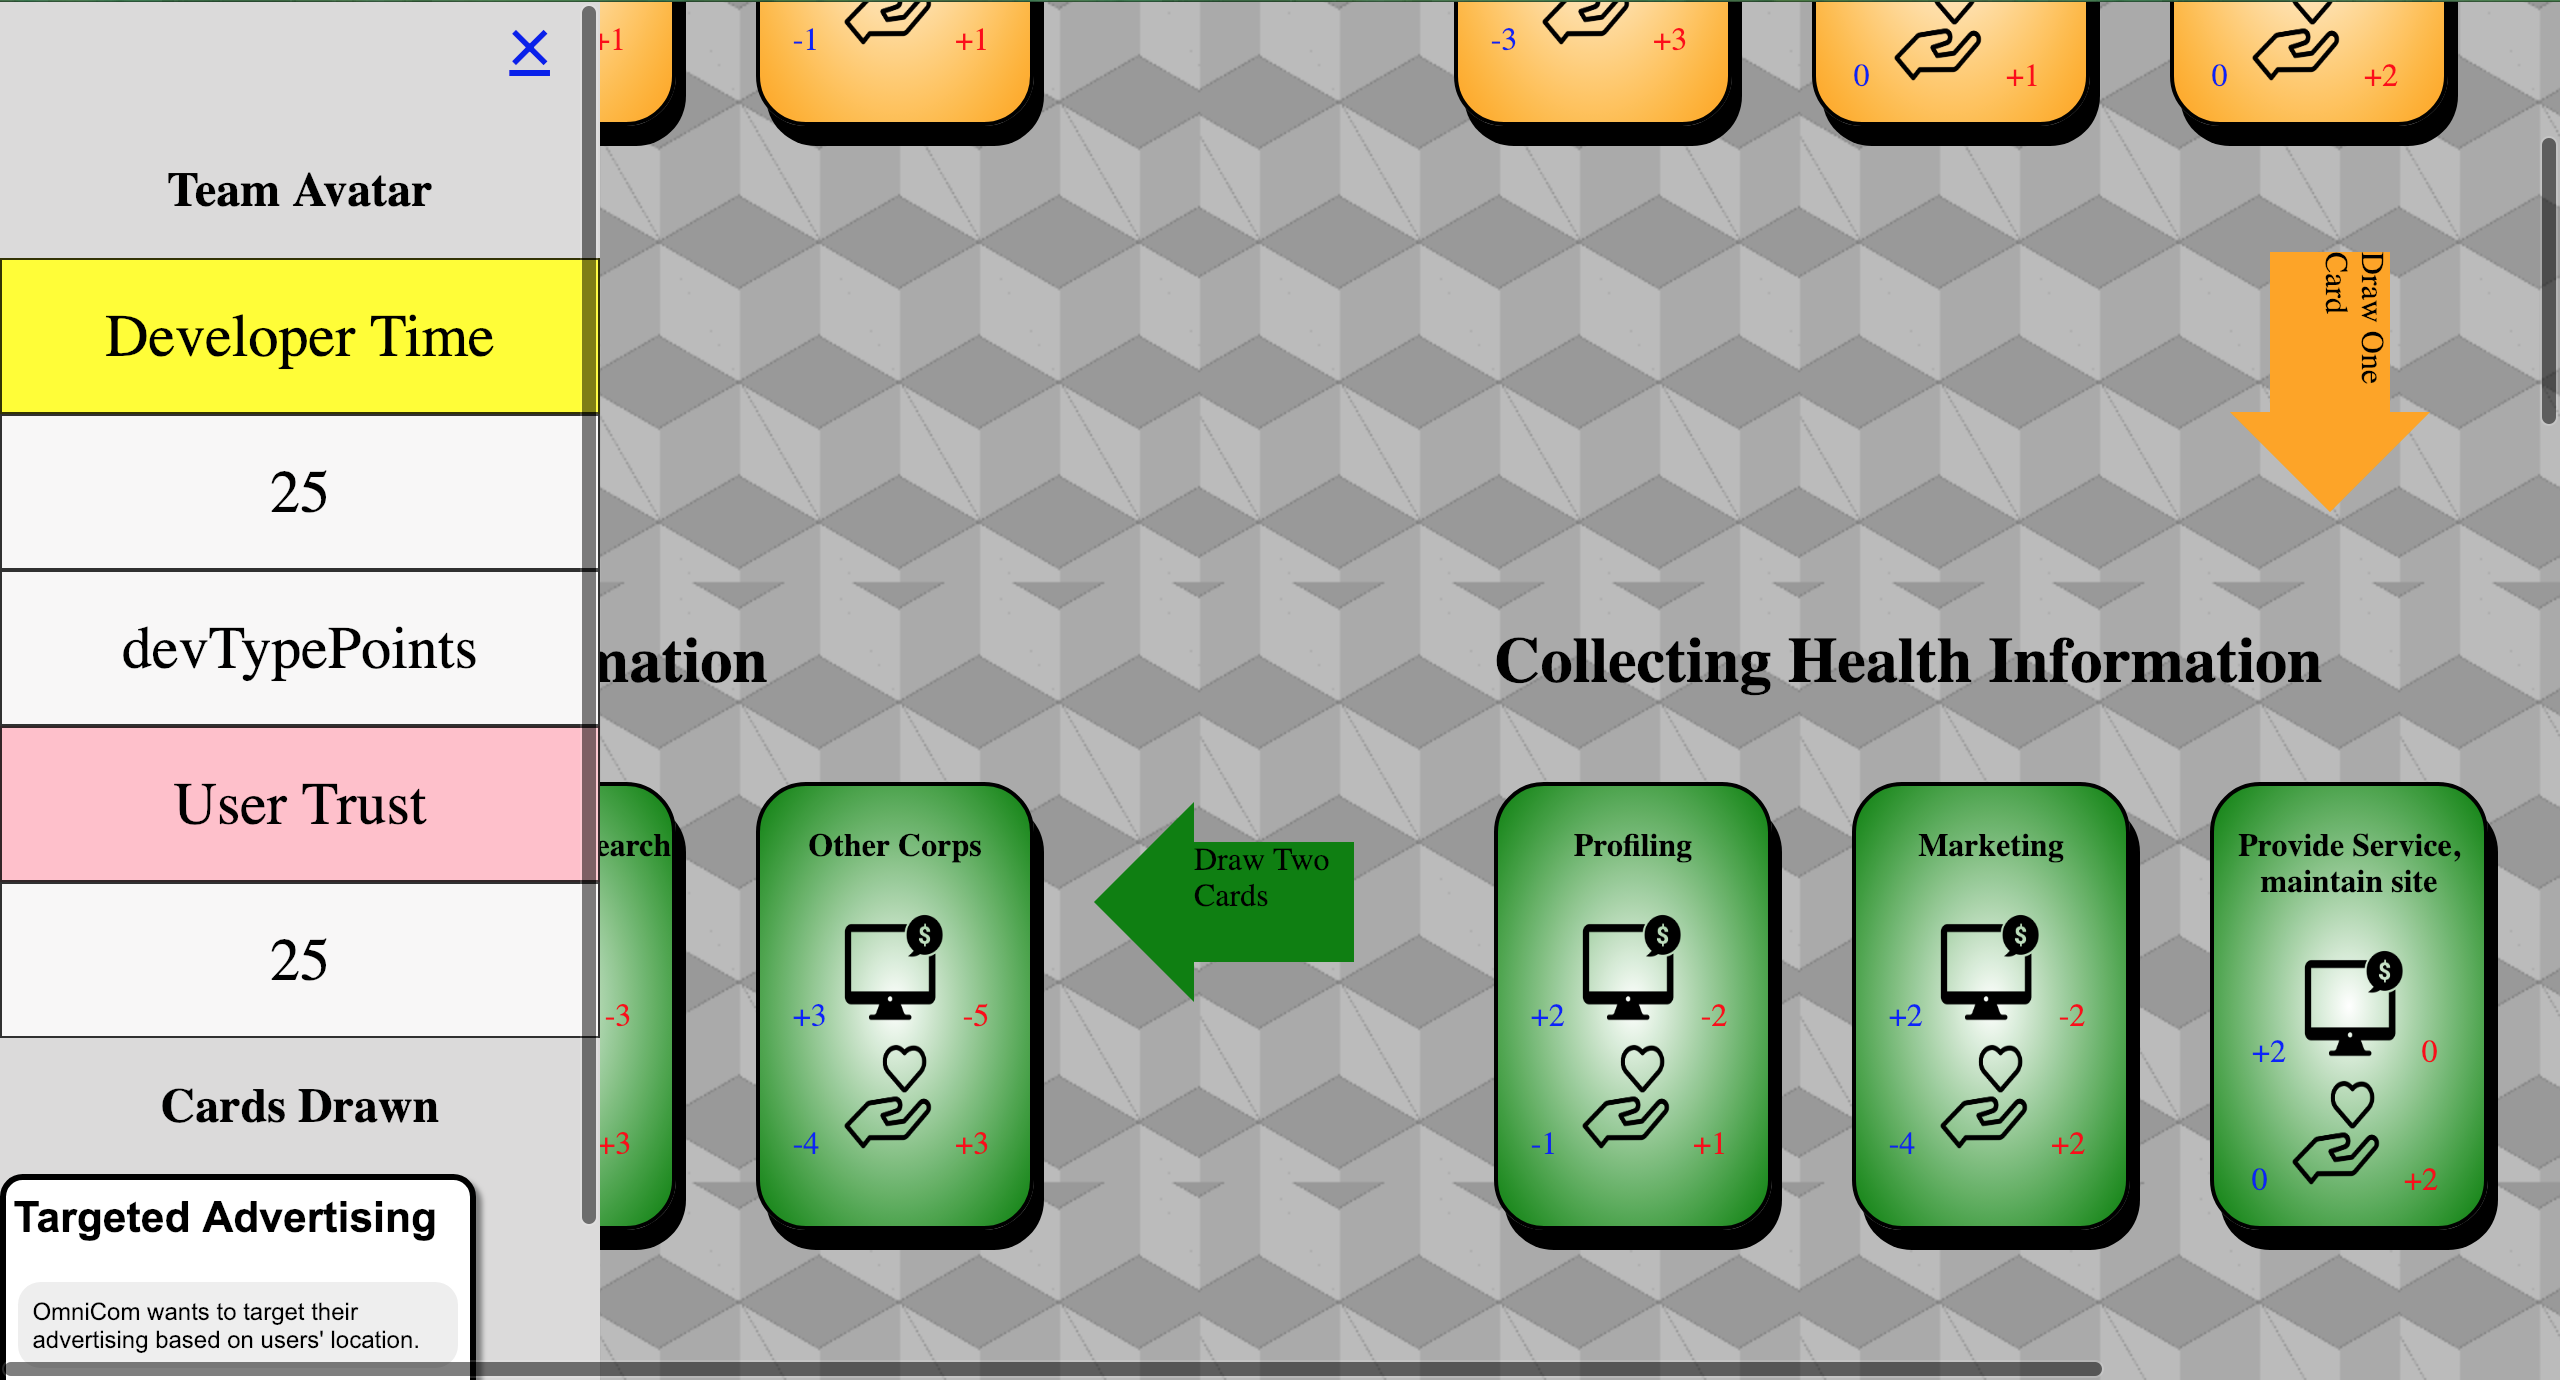 ×
Team Avatar
Developer Time
25
devTypePoints
User Trust
25
Cards Drawn
Targeted Advertising
OmniCom wants to target their
advertising based on users' location.
+1
-1 +1
-3 +3
0 +1
0 +2
Draw One
Card
mation
Collecting Health Information
earch
-3
+3
Other Corps
$
+3 -5
-4 +3
Draw Two
Cards
Profiling
$
+2 -2
-1 +1
Marketing
$
+2 -2
-4 +2
Provide Service,
maintain site
$
+2 0
0 +2